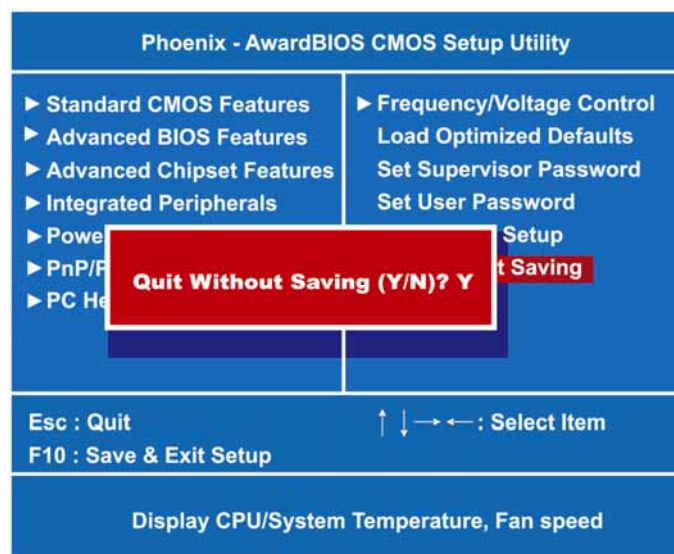 Phoenix - AwardBIOS CMOS Setup Utility
► Standard CMOS Features
► Advanced BIOS Features
► Advanced Chipset Features
► Integrated Peripherals
► Powe
► PnP/P
► PC He
► Frequency/Voltage Control
Load Optimized Defaults
Set Supervisor Password
Set User Password
Setup
t Saving
Quit Without Saving (Y/N)? Y
Esc : Quit
↑ ↓ → ← : Select Item
F10 : Save & Exit Setup
Display CPU/System Temperature, Fan speed